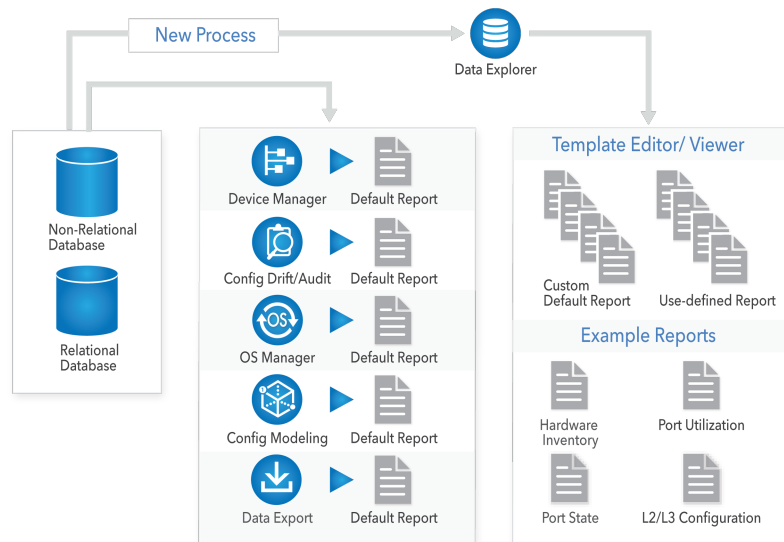 New Process
Data Explorer
Non-Relational
Database
Relational
Database
Device Manager
Default Report
Config Drift/Audit
Default Report
OS
OS Manager
Default Report
Config Modeling
Default Report
Data Export
Default Report
Template Editor/ Viewer
Custom
Default Report
Use-defined Report
Example Reports
Hardware
Inventory
Port Utilization
Port State
L2/L3 Configuration